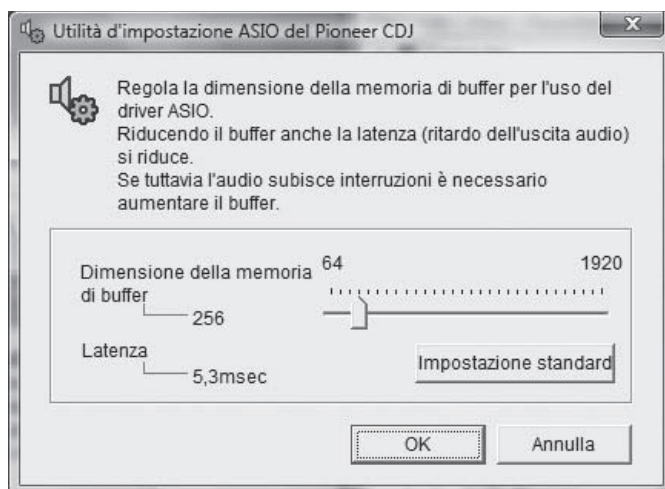 Utilità d'impostazione ASIO del Pioneer CDJ
Regola la dimensione della memoria di buffer per l'uso del
driver ASIO.
Riducendo il buffer anche la latenza (ritardo dell'uscita audio)
si riduce.
Se tuttavia l'audio subisce interruzioni è necessario
aumentare il buffer.
Dimensione della memoria
di buffer
256
64 1920
Latenza
5,3msec
Impostazione standard
OK Annulla